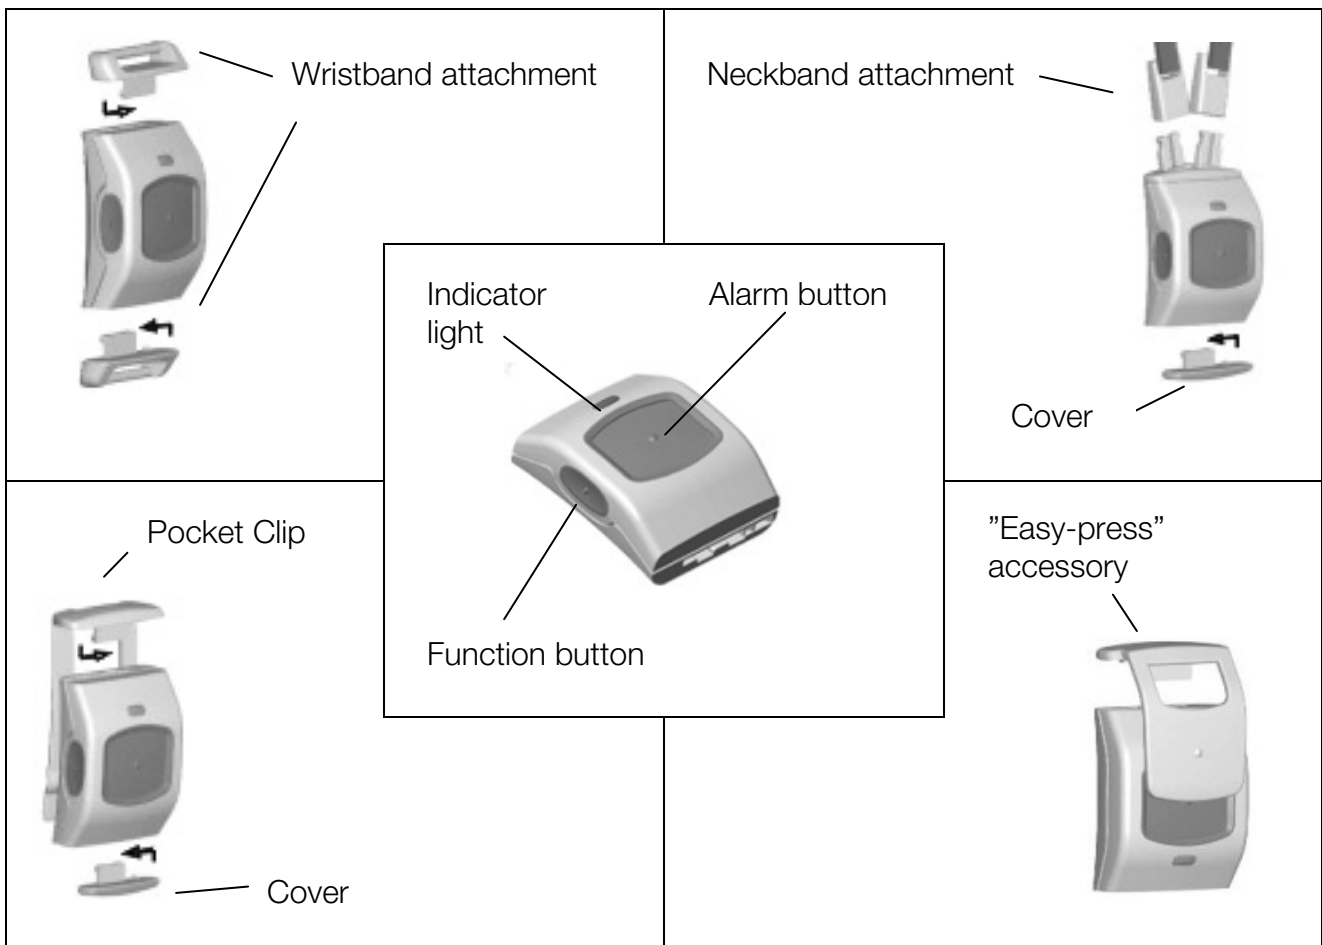 Wristband attachment
Neckband attachment
Cover
Indicator
light
Alarm button
Function button
Pocket Clip
Cover
”Easy-press”
accessory